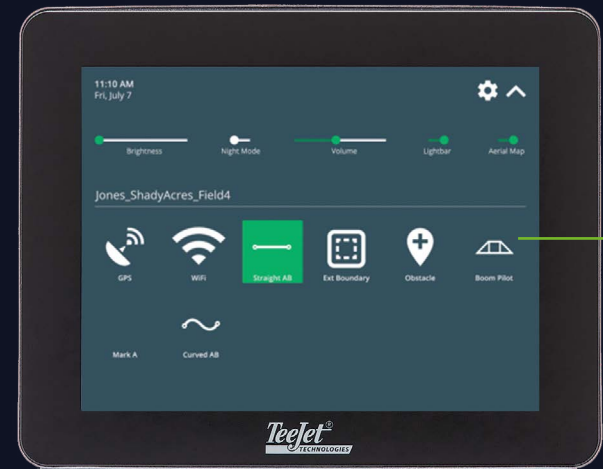 11:10 AM
Fri, July 7
Brightness Night Mode Volume Lightbar Aerial Map
Jones_ShadyAcres_Field4
GPS WiFi Straight AB Ext Boundary Obstacle Boom Pilot
Mark A Curved AB
TeeJet®
TECHNOLOGIES